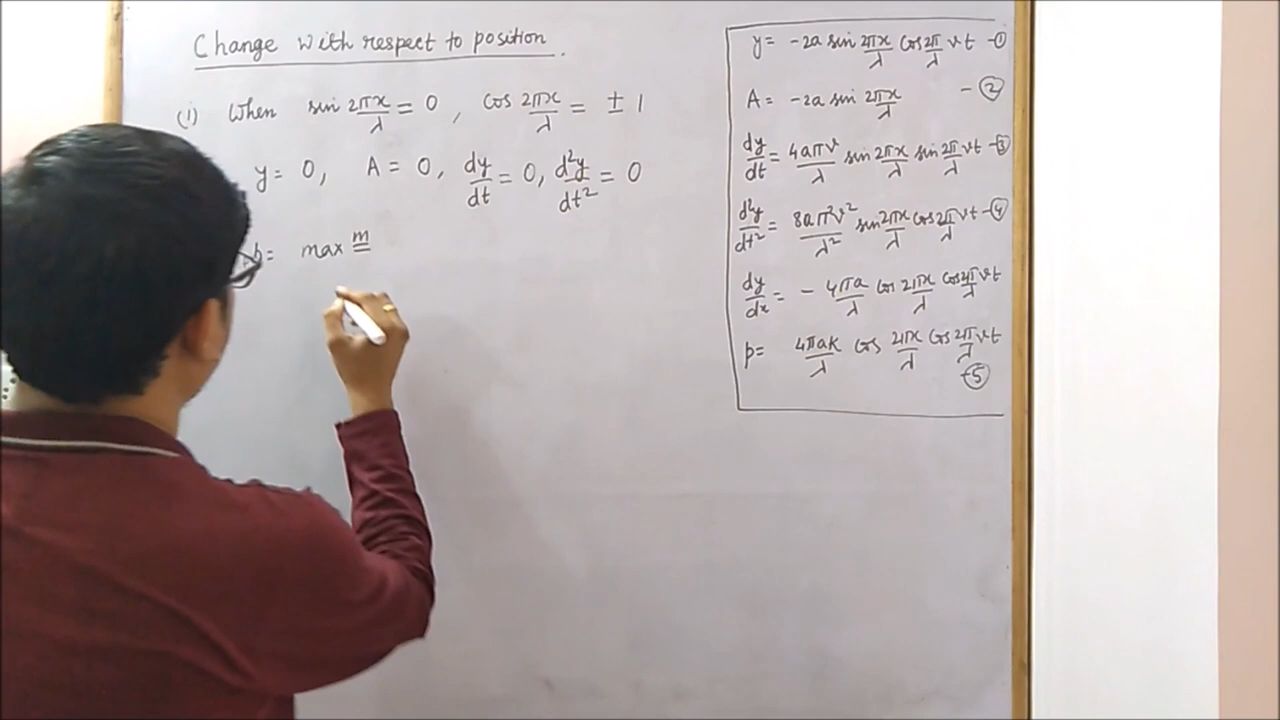 Change with respect to position.
(i) When sin 2πx/λ = 0, cos 2πx/λ = ± 1
y = 0, A = 0, dy/dt = 0, d²y/dt² = 0
p = max m
y = -2a sin 2πx/λ cos 2π/λ vt -①
A = -2a sin 2πx/λ -②
dy/dt = 4aπv/λ sin 2πx/λ sin 2π/λ vt -③
d²y/dt² = 8aπ²v²/λ² sin 2πx/λ cos 2π/λ vt -④
dy/dx = - 4πa/λ cos 2πx/λ cos 2π/λ vt
p = 4πaK/λ cos 2πx/λ cos 2π/λ vt
-⑤